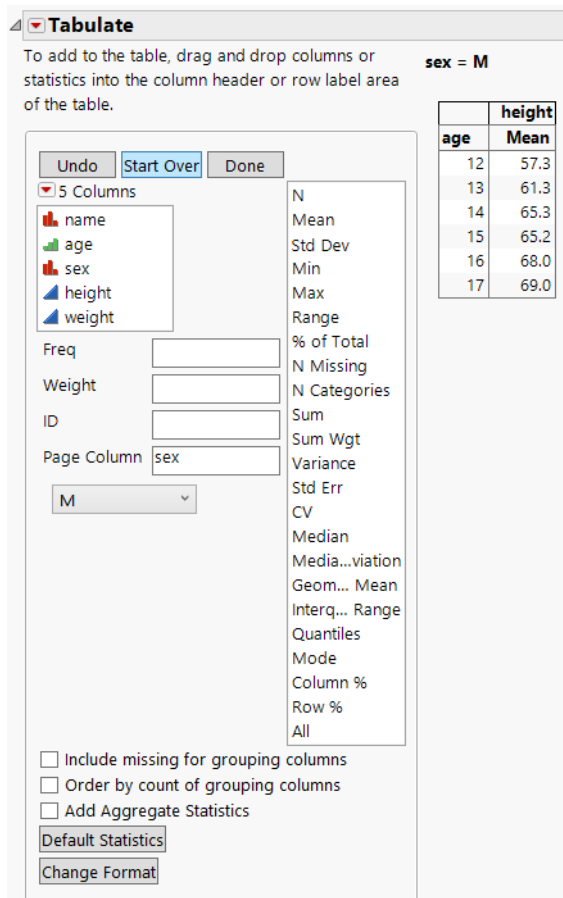 Tabulate
To add to the table, drag and drop columns or
statistics into the column header or row label area
of the table.
Undo Start Over Done
5 Columns
name
age
sex
height
weight
Freq
Weight
ID
Page Column sex
M
N
Mean
Std Dev
Min
Max
Range
% of Total
N Missing
N Categories
Sum
Sum Wgt
Variance
Std Err
CV
Median
Media...viation
Geom... Mean
Interq... Range
Quantiles
Mode
Column %
Row %
All
Include missing for grouping columns
Order by count of grouping columns
Add Aggregate Statistics
Default Statistics
Change Format
sex = M
height
age Mean
12 57.3
13 61.3
14 65.3
15 65.2
16 68.0
17 69.0